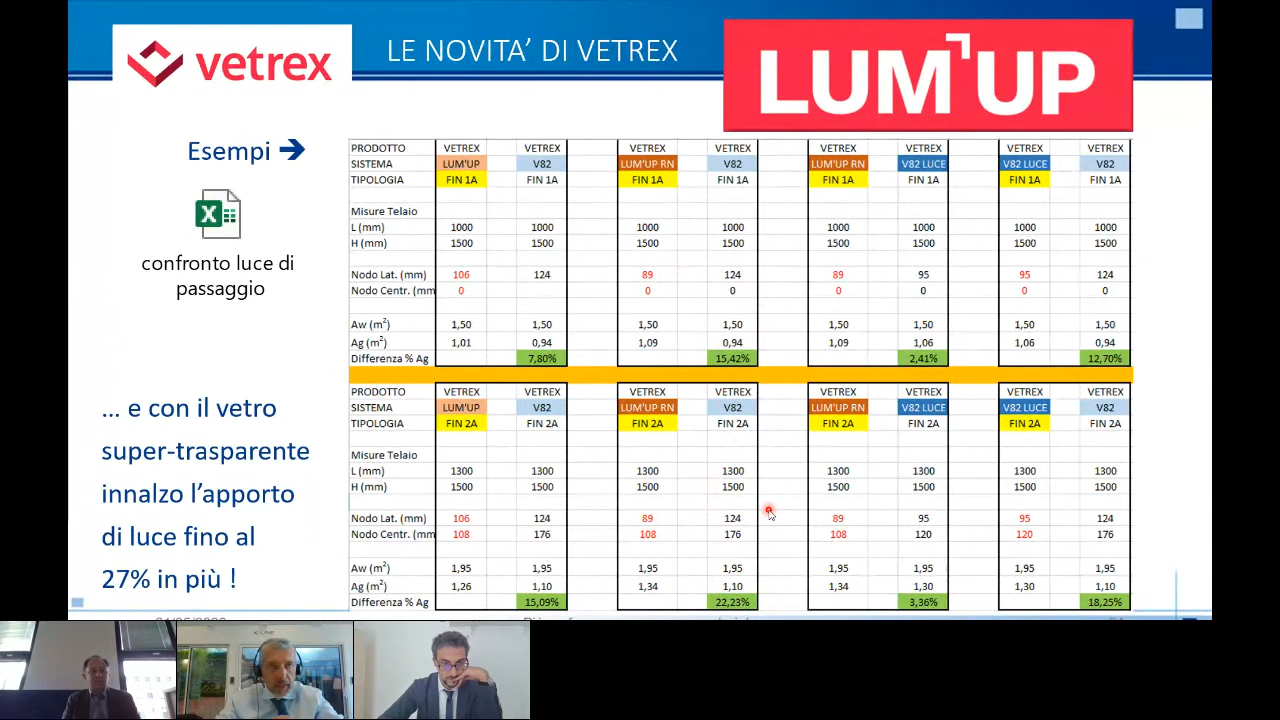 vetrex
LE NOVITA’ DI VETREX
LUM'UP
Esempi
confronto luce di
passaggio
… e con il vetro
super-trasparente
innalzo l’apporto
di luce fino al
27% in più !
PRODOTTO VETREX VETREX VETREX VETREX VETREX VETREX VETREX VETREX
SISTEMA LUM'UP V82 LUM'UP RN V82 LUM'UP RN V82 LUCE V82 LUCE V82
TIPOLOGIA FIN 1A FIN 1A FIN 1A FIN 1A FIN 1A FIN 1A FIN 1A FIN 1A
Misure Telaio
L (mm) 1000 1000 1000 1000 1000 1000 1000 1000
H (mm) 1500 1500 1500 1500 1500 1500 1500 1500
Nodo Lat. (mm) 106 124 89 124 89 95 95 124
Nodo Centr. (mm 0 0 0 0 0 0 0
Aw (m²) 1,50 1,50 1,50 1,50 1,50 1,50 1,50 1,50
Ag (m²) 1,01 0,94 1,09 0,94 1,09 1,06 1,06 0,94
Differenza % Ag 7,80% 15,42% 2,41% 12,70%
PRODOTTO VETREX VETREX VETREX VETREX VETREX VETREX VETREX VETREX
SISTEMA LUM'UP V82 LUM'UP RN V82 LUM'UP RN V82 LUCE V82 LUCE V82
TIPOLOGIA FIN 2A FIN 2A FIN 2A FIN 2A FIN 2A FIN 2A FIN 2A FIN 2A
Misure Telaio
L (mm) 1300 1300 1300 1300 1300 1300 1300 1300
H (mm) 1500 1500 1500 1500 1500 1500 1500 1500
Nodo Lat. (mm) 106 124 89 124 89 95 95 124
Nodo Centr. (mm 108 176 108 176 108 120 120 176
Aw (m²) 1,95 1,95 1,95 1,95 1,95 1,95 1,95 1,95
Ag (m²) 1,26 1,10 1,34 1,10 1,34 1,30 1,30 1,10
Differenza % Ag 15,09% 22,23% 3,36% 18,25%